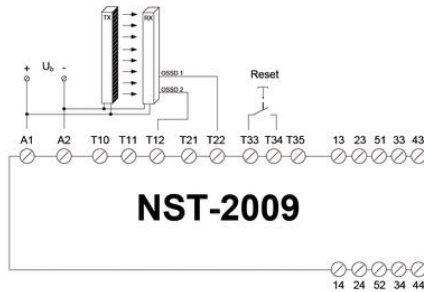 TX RX
+ Ub -
OSSD 1
OSSD 2
Reset
A1 A2 T10 T11 T12 T21 T22 T33 T34 T35 13 23 51 33 43
NST-2009
14 24 52 34 44